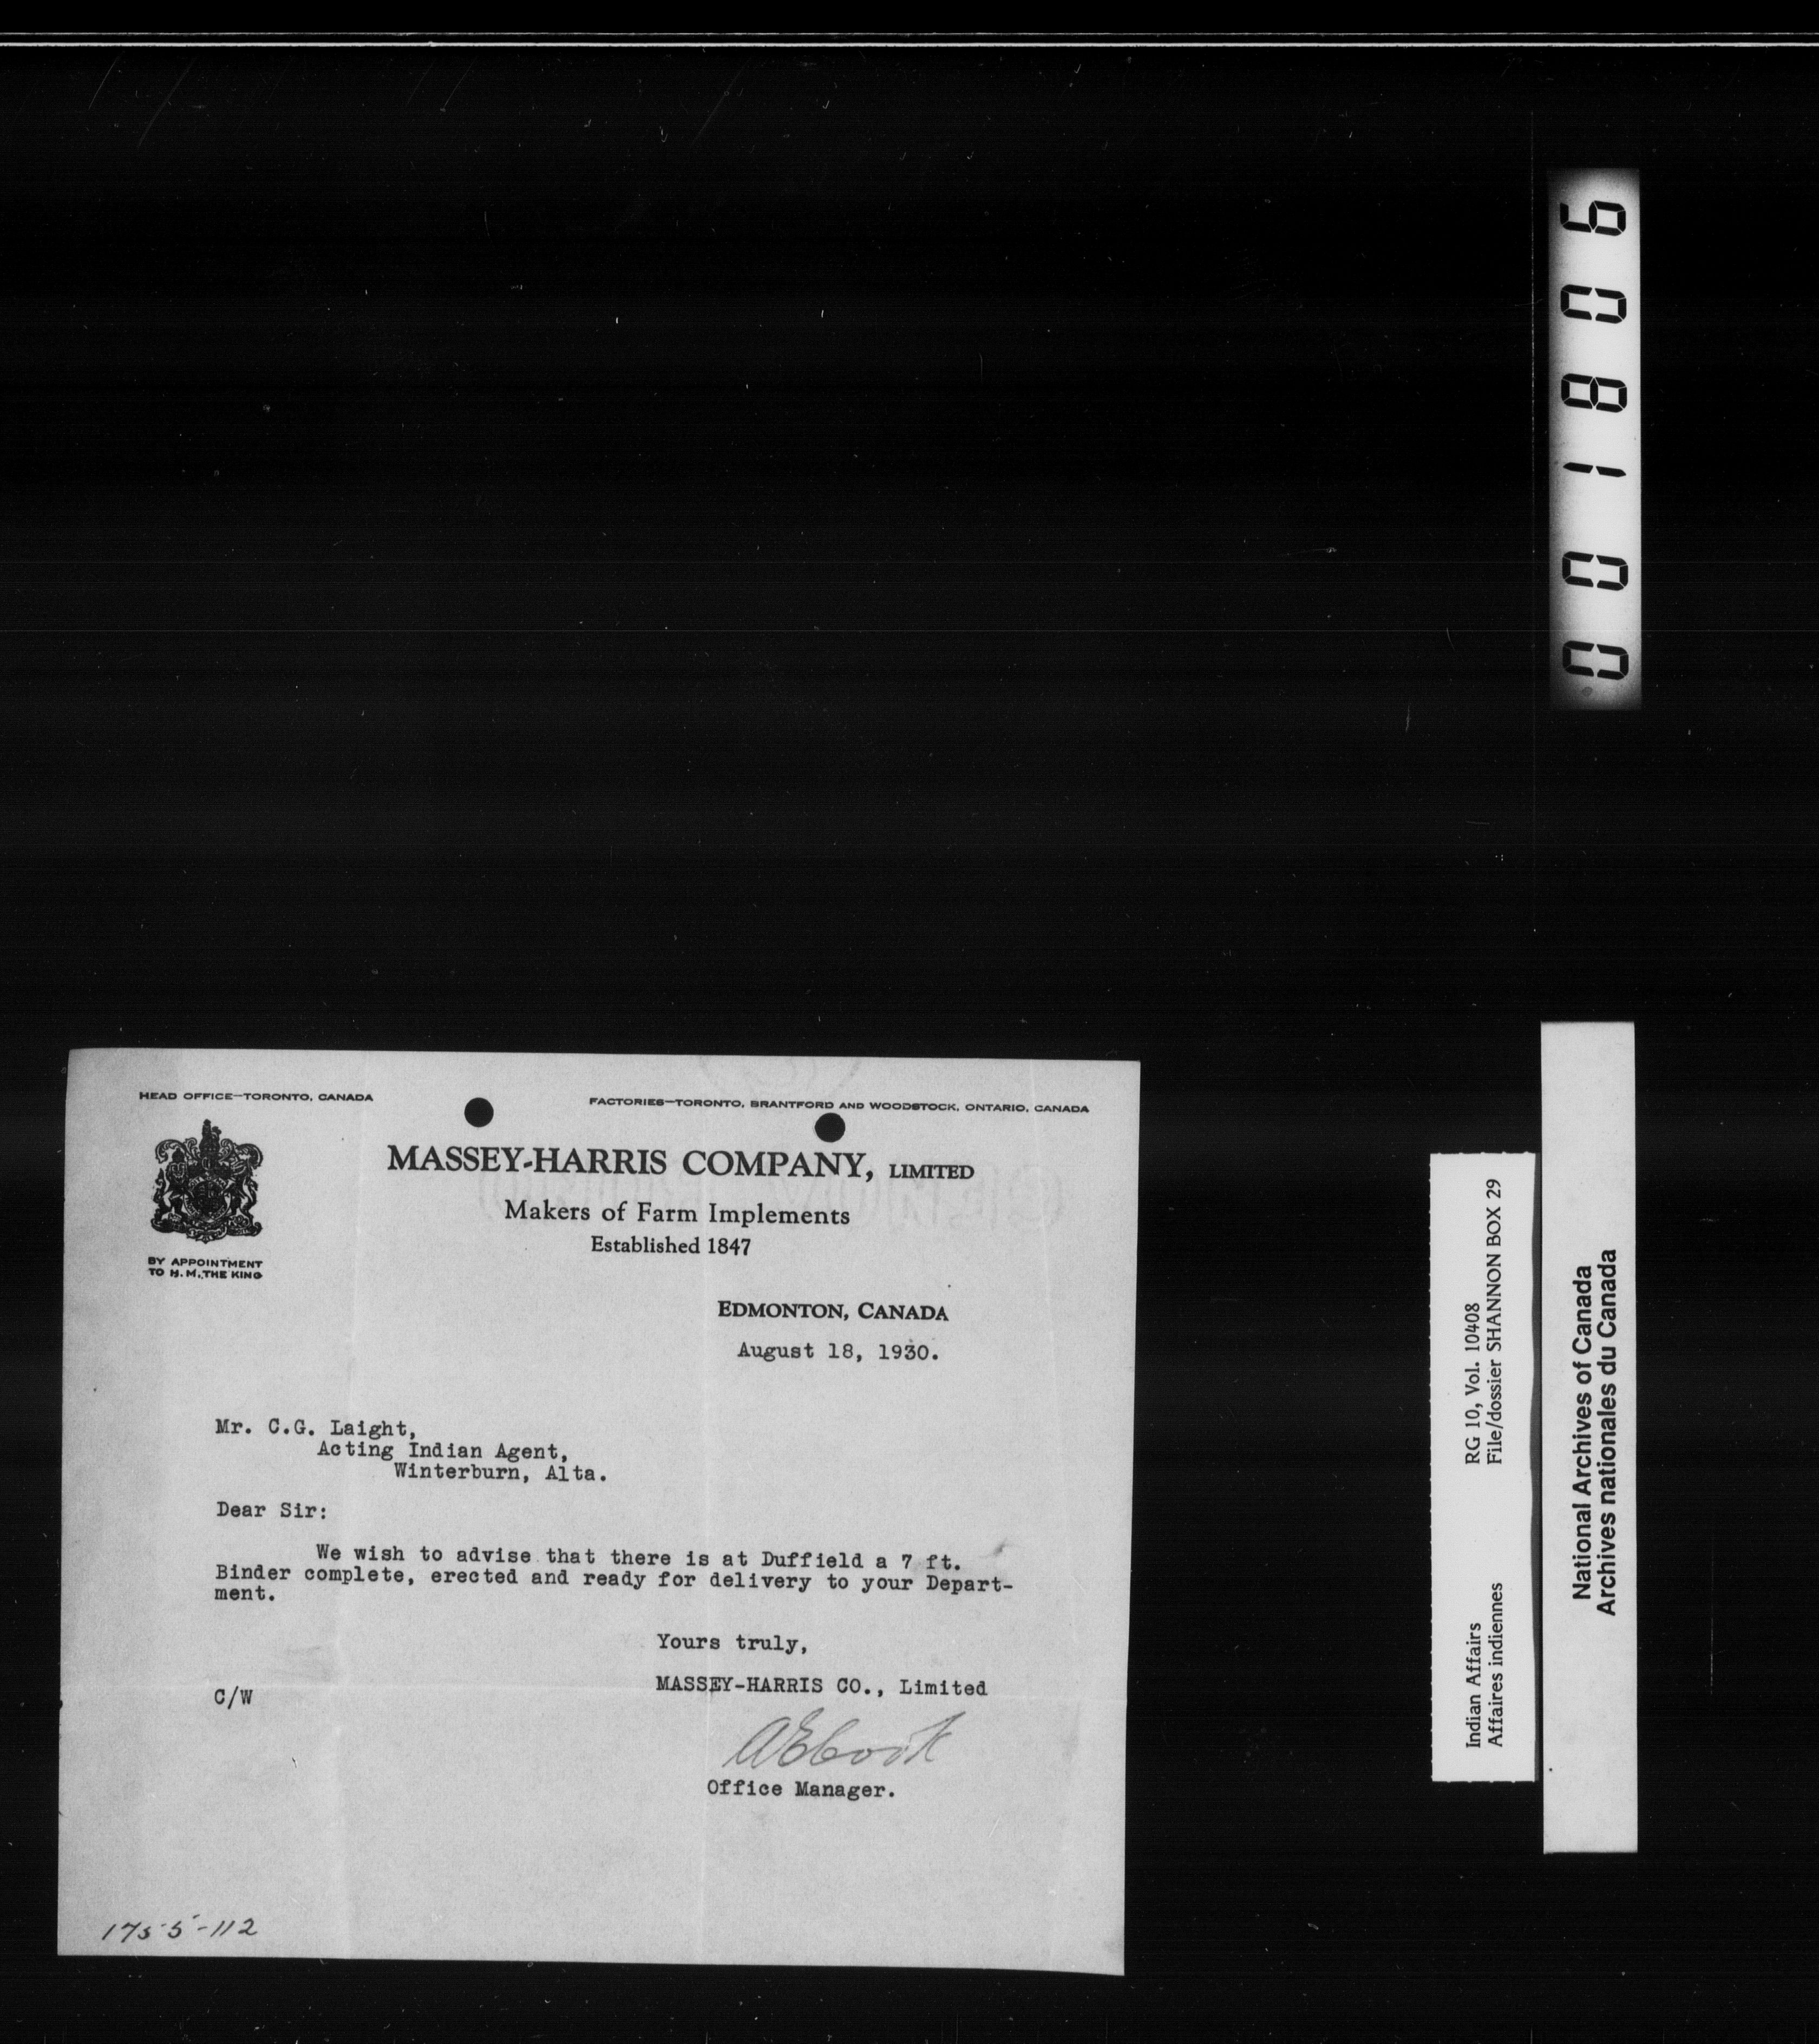 HEAD OFFICE—TORONTO, CANADA
FACTORIES—TORONTO, BRANTFORD AND WOODSTOCK, ONTARIO, CANADA
MASSEY-HARRIS COMPANY, LIMITED
Makers of Farm Implements
Established 1847
BY APPOINTMENT
TO H. M. THE KING
EDMONTON, CANADA
August 18, 1930.
Mr. C.G. Laight,
Acting Indian Agent,
Winterburn, Alta.
Dear Sir:
We wish to advise that there is at Duffield a 7 ft.
Binder complete, erected and ready for delivery to your Depart-
ment.
Yours truly,
MASSEY-HARRIS CO., Limited
C/W
AECook
Office Manager.
1755-112
001806
Indian Affairs RG 10, Vol. 10408
Affaires indiennes File/dossier SHANNON BOX 29
National Archives of Canada
Archives nationales du Canada